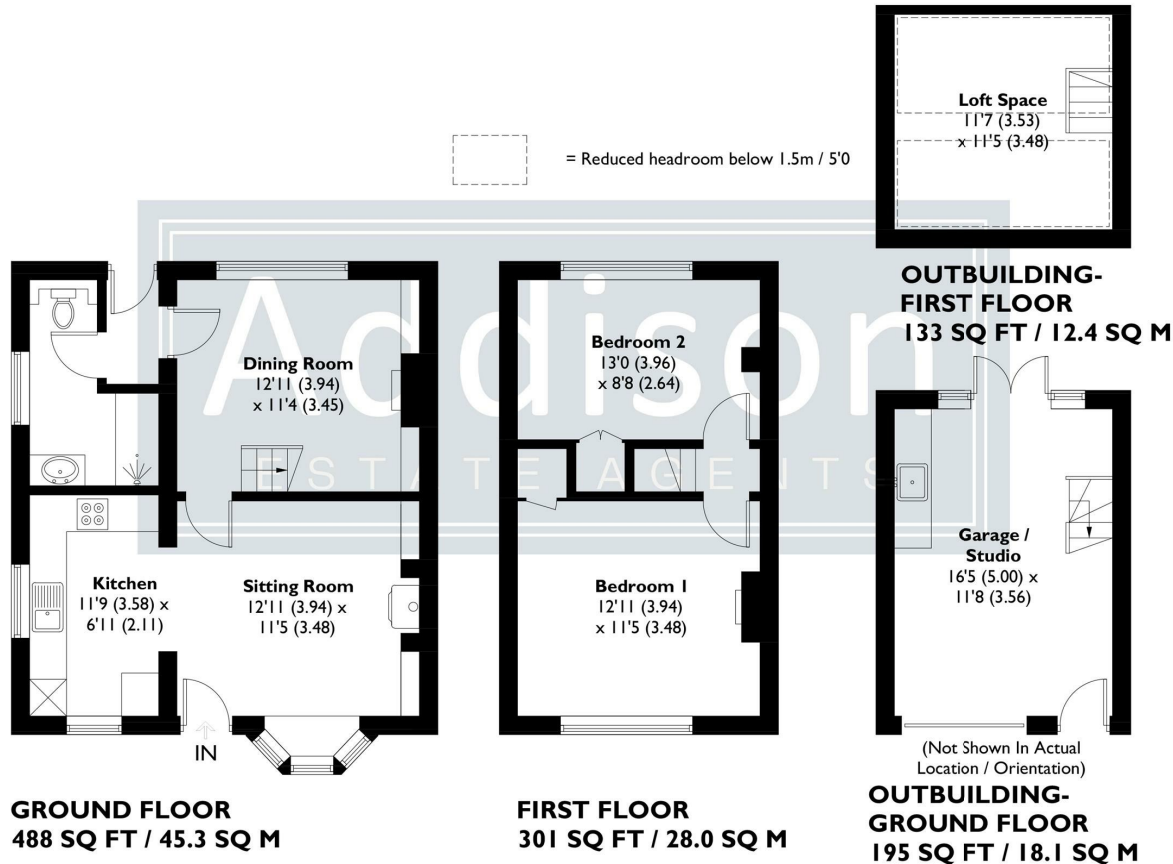 Loft Space
11'7 (3.53)
x 11'5 (3.48)
= Reduced headroom below 1.5m / 5'0
OUTBUILDING-
FIRST FLOOR
133 SQ FT / 12.4 SQ M
Addison
ESTATE AGENTS
Dining Room
12'11 (3.94)
x 11'4 (3.45)
Bedroom 2
13'0 (3.96)
x 8'8 (2.64)
Kitchen
11'9 (3.58) x
6'11 (2.11)
Sitting Room
12'11 (3.94) x
11'5 (3.48)
Bedroom 1
12'11 (3.94)
x 11'5 (3.48)
Garage /
Studio
16'5 (5.00) x
11'8 (3.56)
IN
(Not Shown In Actual
Location / Orientation)
GROUND FLOOR
488 SQ FT / 45.3 SQ M
FIRST FLOOR
301 SQ FT / 28.0 SQ M
OUTBUILDING-
GROUND FLOOR
195 SQ FT / 18.1 SQ M